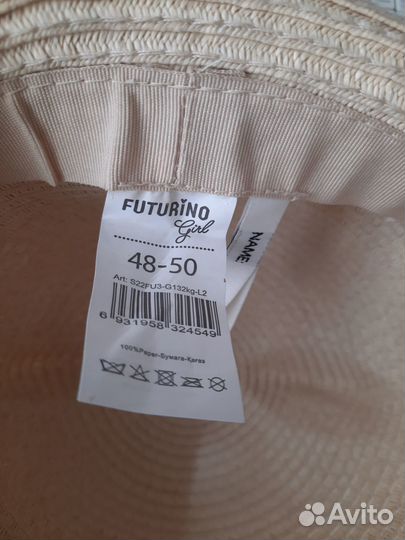 FUTURINO
Girl
48-50
Art: S22FU3-G132kg-L2
6 931958 324549
100%Paper-Бумага-Қағаз
NAME
Avito